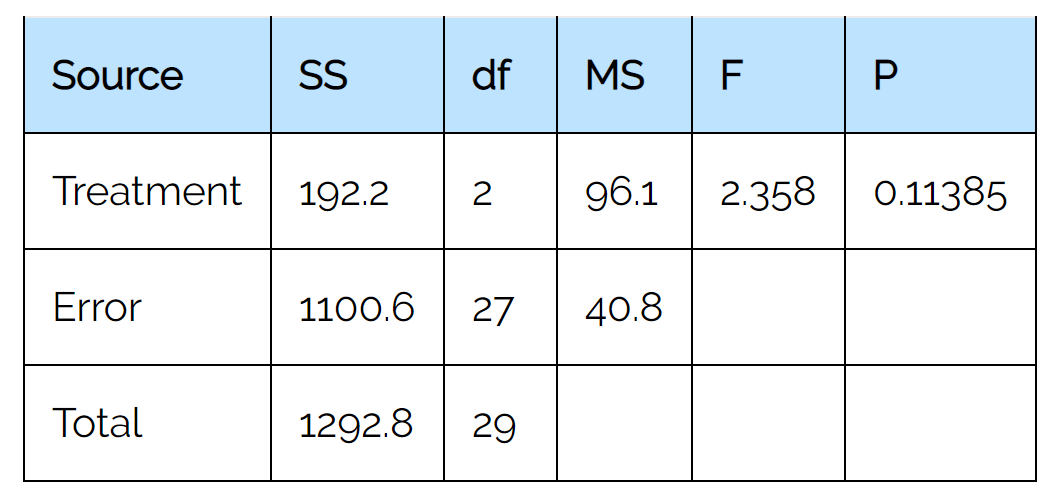 Source SS df MS F P
Treatment 192.2 2 96.1 2.358 0.11385
Error 1100.6 27 40.8
Total 1292.8 29